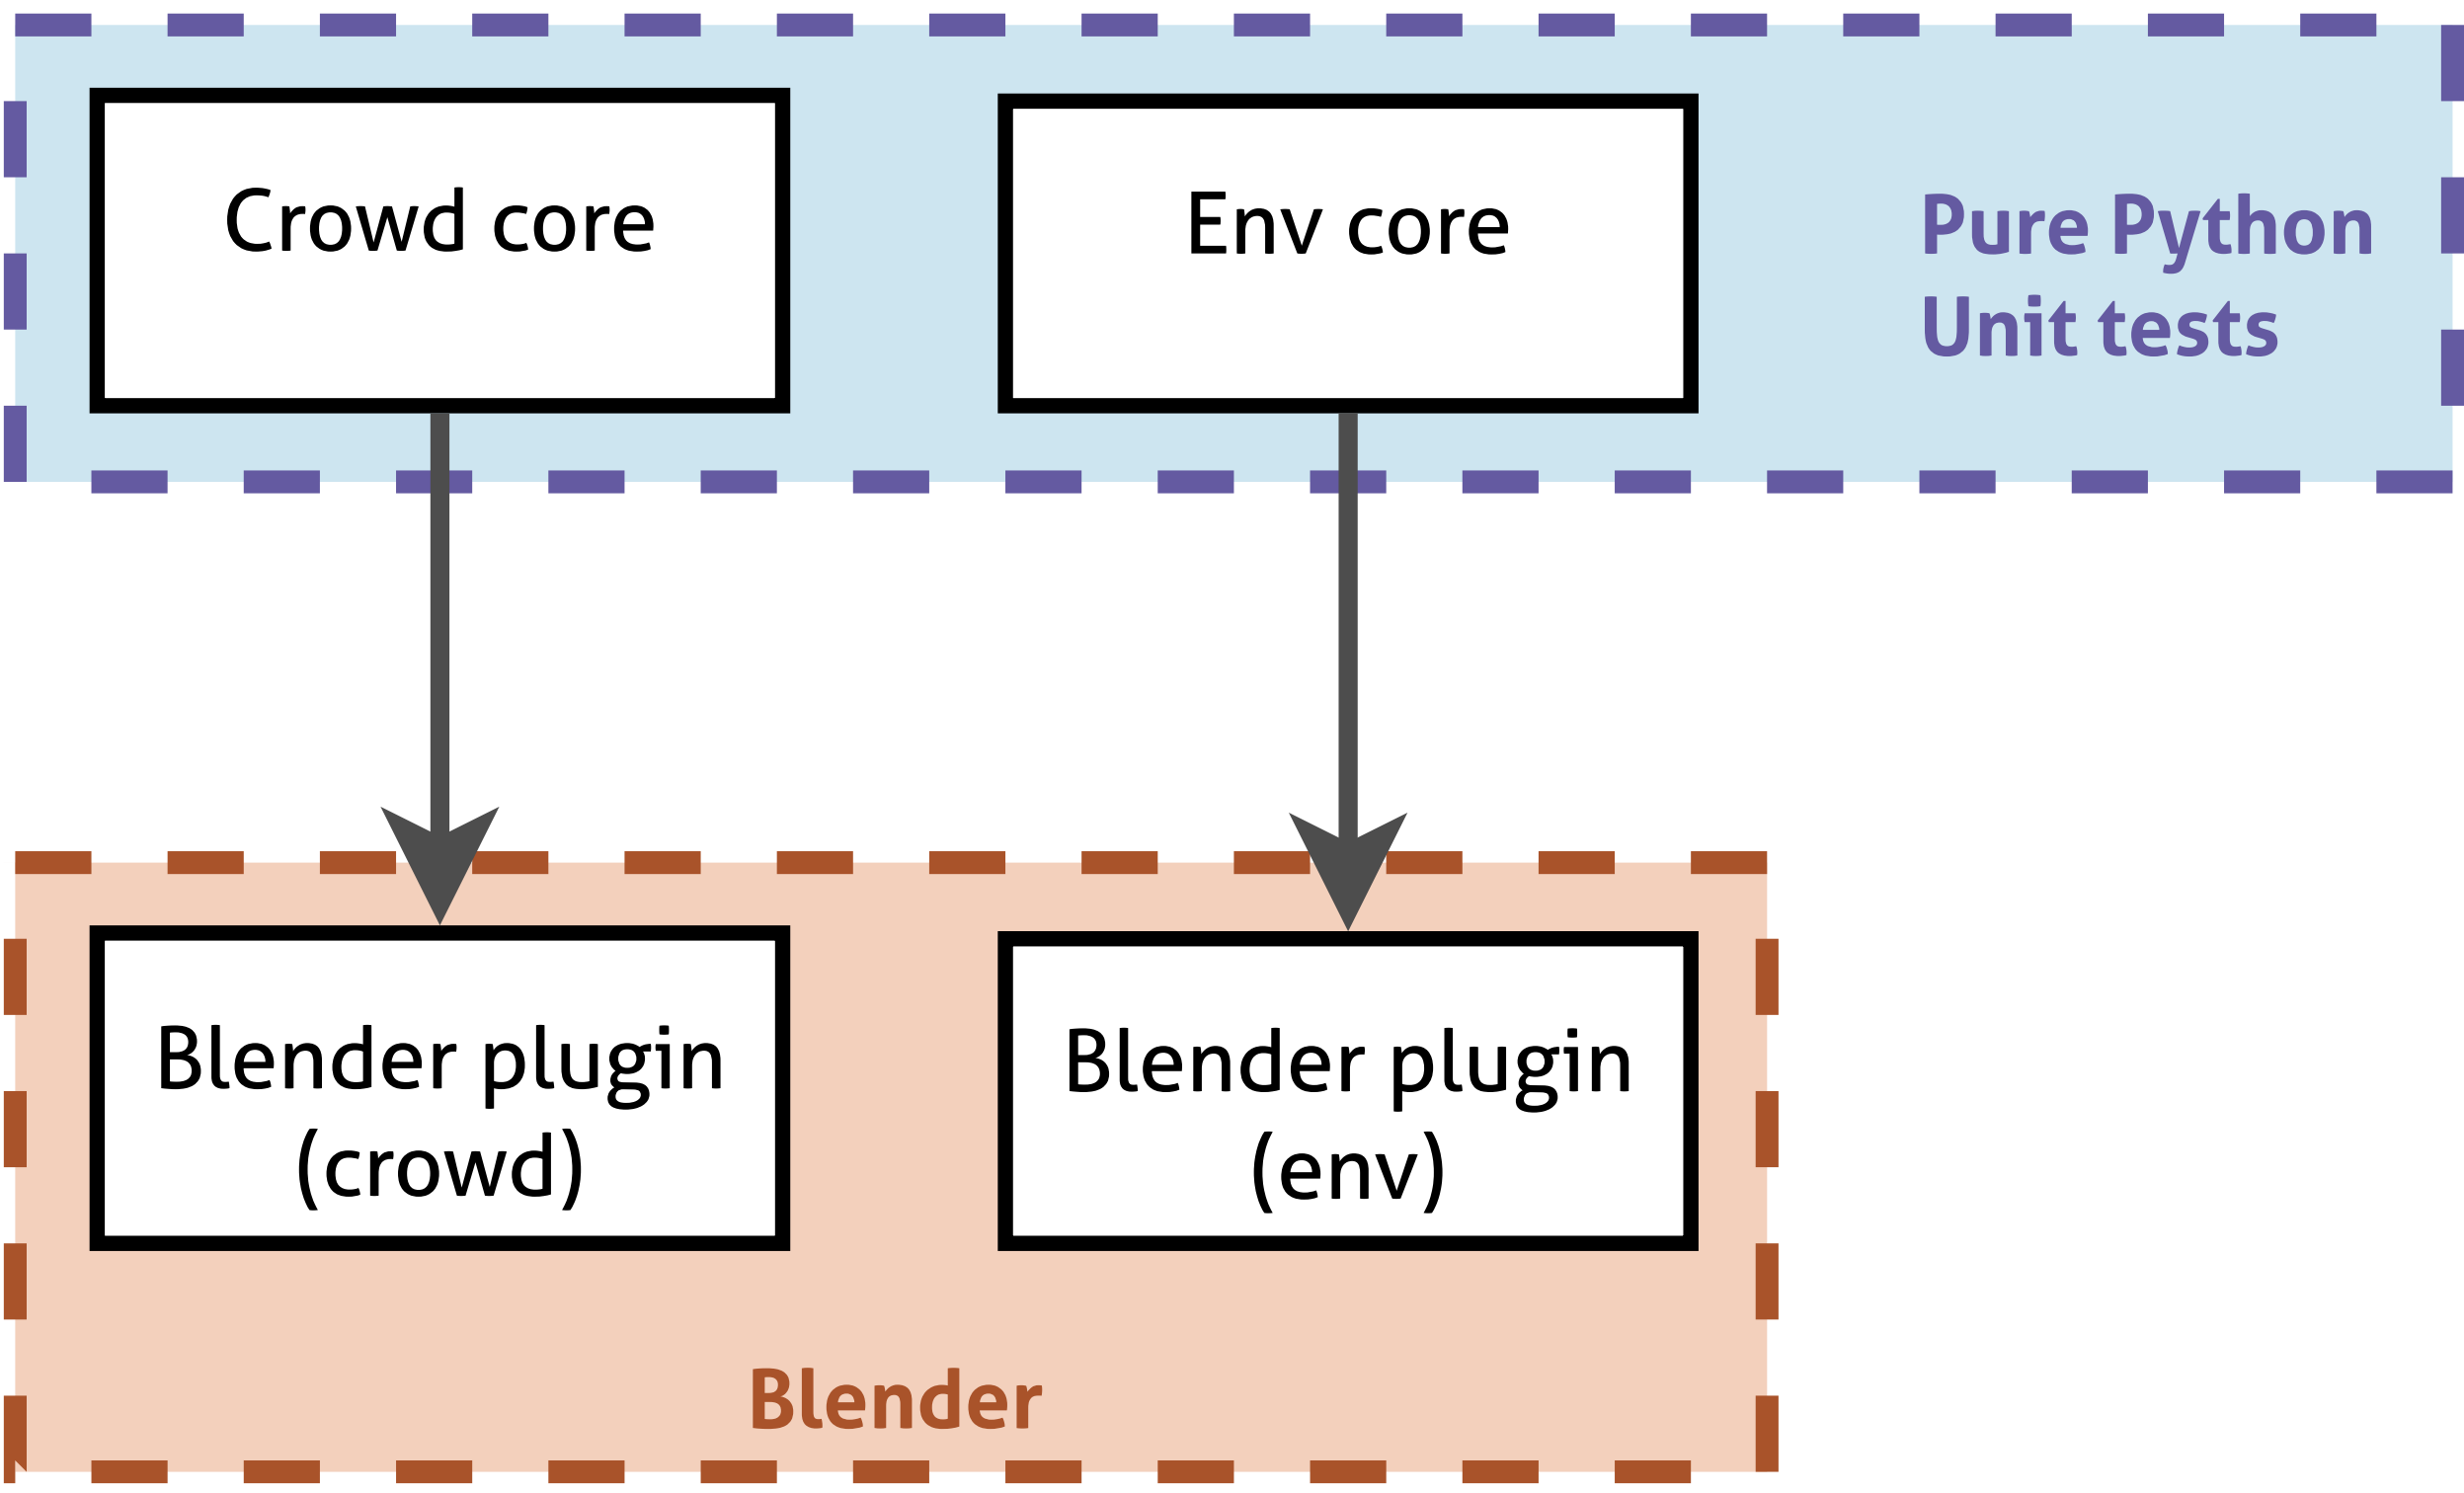 Crowd core
Env core
Pure Python
Unit tests
Blender plugin
(crowd)
Blender plugin
(env)
Blender